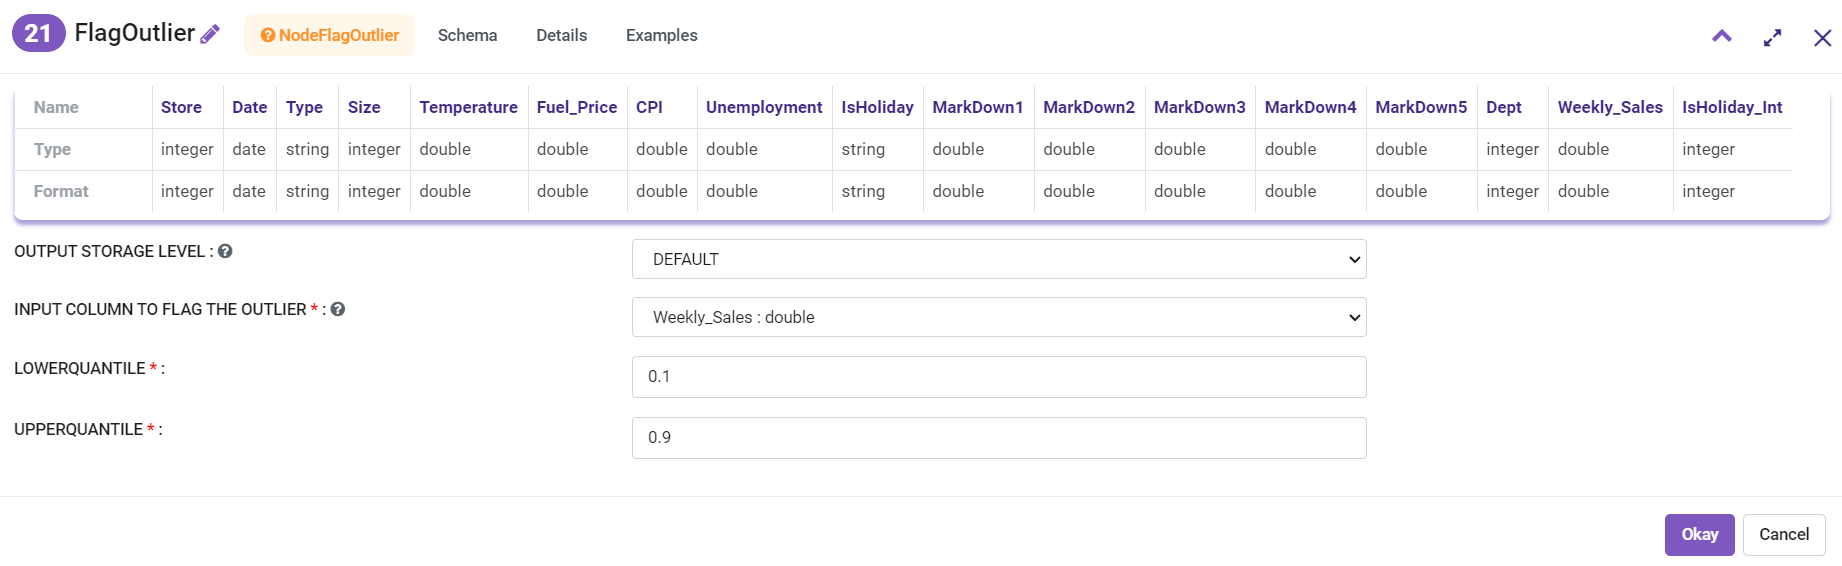 21 FlagOutlier NodeFlagOutlier Schema Details Examples
Name Store Date Type Size Temperature Fuel_Price CPI Unemployment IsHoliday MarkDown1 MarkDown2 MarkDown3 MarkDown4 MarkDown5 Dept Weekly_Sales IsHoliday_Int
Type integer date string integer double double double double string double double double double double integer double integer
Format integer date string integer double double double double string double double double double double integer double integer
OUTPUT STORAGE LEVEL : DEFAULT
INPUT COLUMN TO FLAG THE OUTLIER * : Weekly_Sales : double
LOWERQUANTILE * : 0.1
UPPERQUANTILE * : 0.9
Okay Cancel